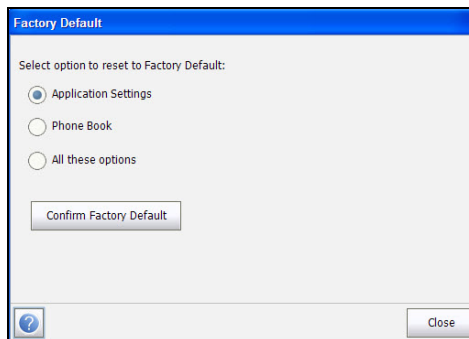 Factory Default
Select option to reset to Factory Default:
Application Settings
Phone Book
All these options
Confirm Factory Default
?
Close